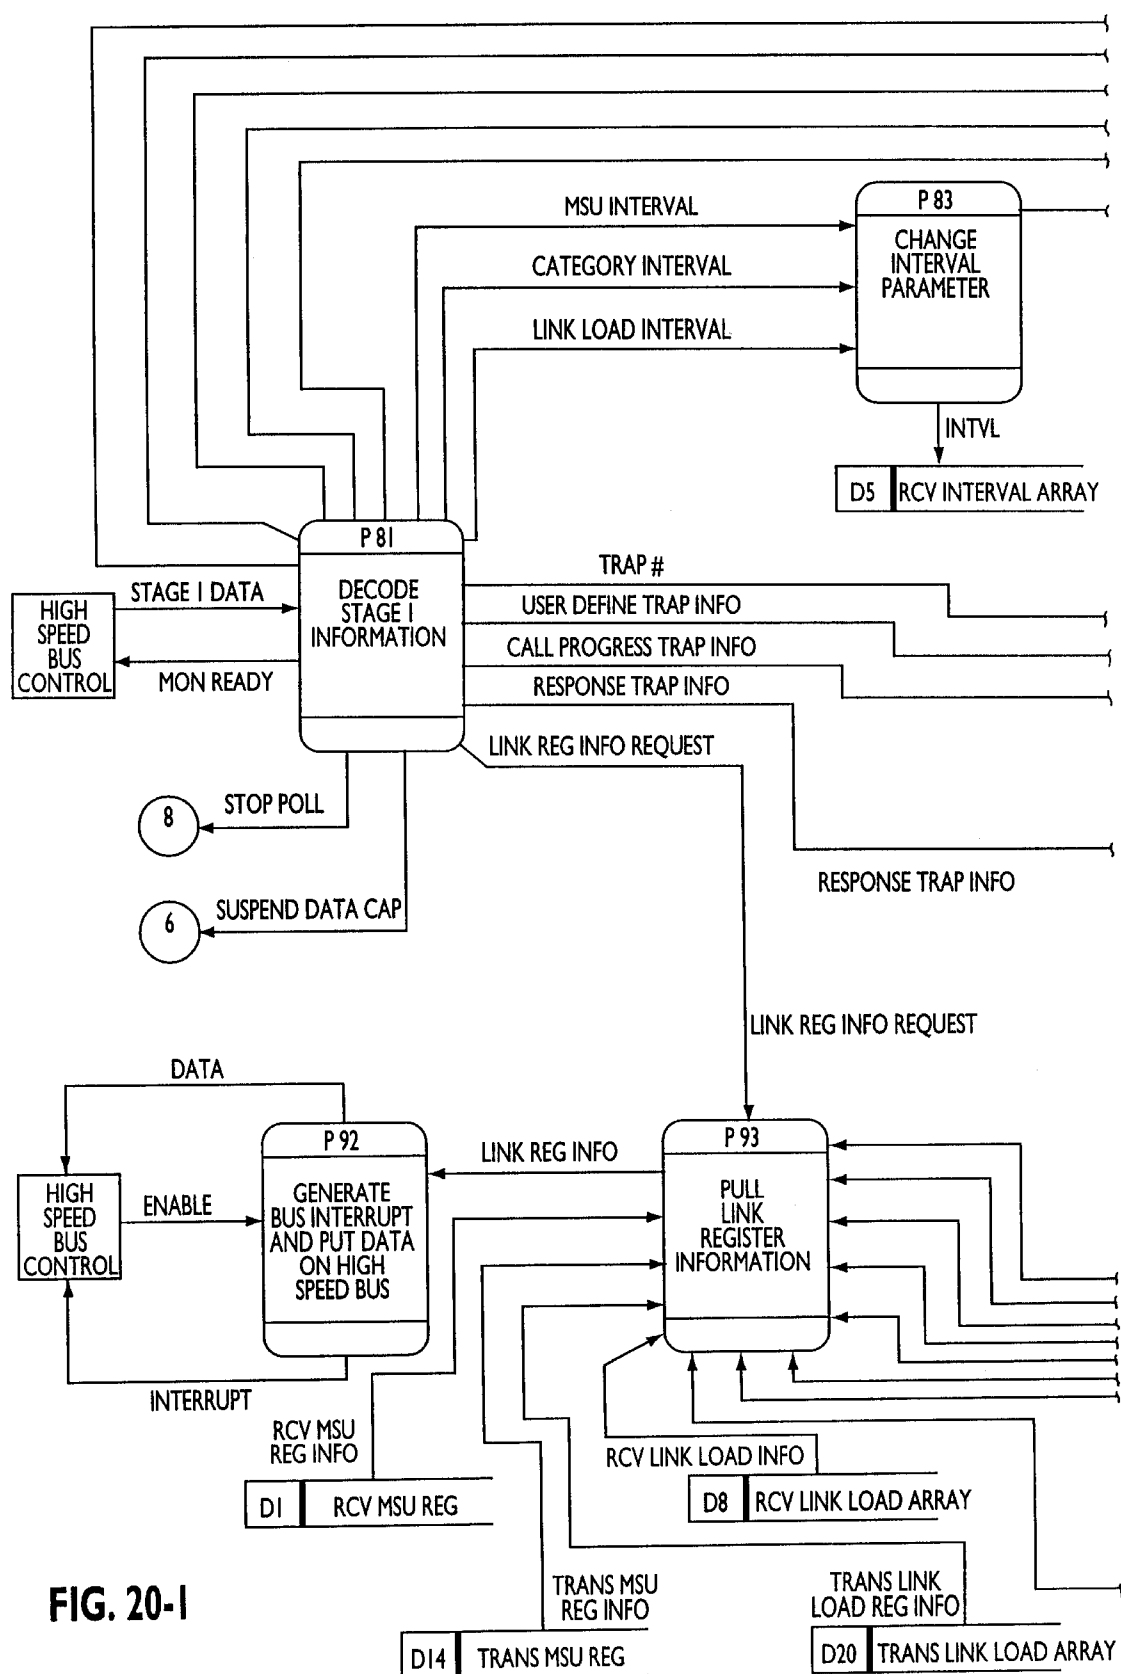 P 83
MSU INTERVAL
CHANGE
INTERVAL
PARAMETER
CATEGORY INTERVAL
LINK LOAD INTERVAL
INTVL
D5 RCV INTERVAL ARRAY
P 81
DECODE
STAGE 1
INFORMATION
STAGE 1 DATA
HIGH
SPEED
BUS
CONTROL
MON READY
TRAP #
USER DEFINE TRAP INFO
CALL PROGRESS TRAP INFO
RESPONSE TRAP INFO
LINK REG INFO REQUEST
8
STOP POLL
RESPONSE TRAP INFO
6
SUSPEND DATA CAP
LINK REG INFO REQUEST
DATA
P 92
GENERATE
BUS INTERRUPT
AND PUT DATA
ON HIGH
SPEED BUS
LINK REG INFO
P 93
PULL
LINK
REGISTER
INFORMATION
HIGH
SPEED
BUS
CONTROL
ENABLE
INTERRUPT
RCV MSU
REG INFO
RCV LINK LOAD INFO
D1 RCV MSU REG
D8 RCV LINK LOAD ARRAY
TRANS MSU
REG INFO
TRANS LINK
LOAD REG INFO
FIG. 20-1
D14 TRANS MSU REG
D20 TRANS LINK LOAD ARRAY